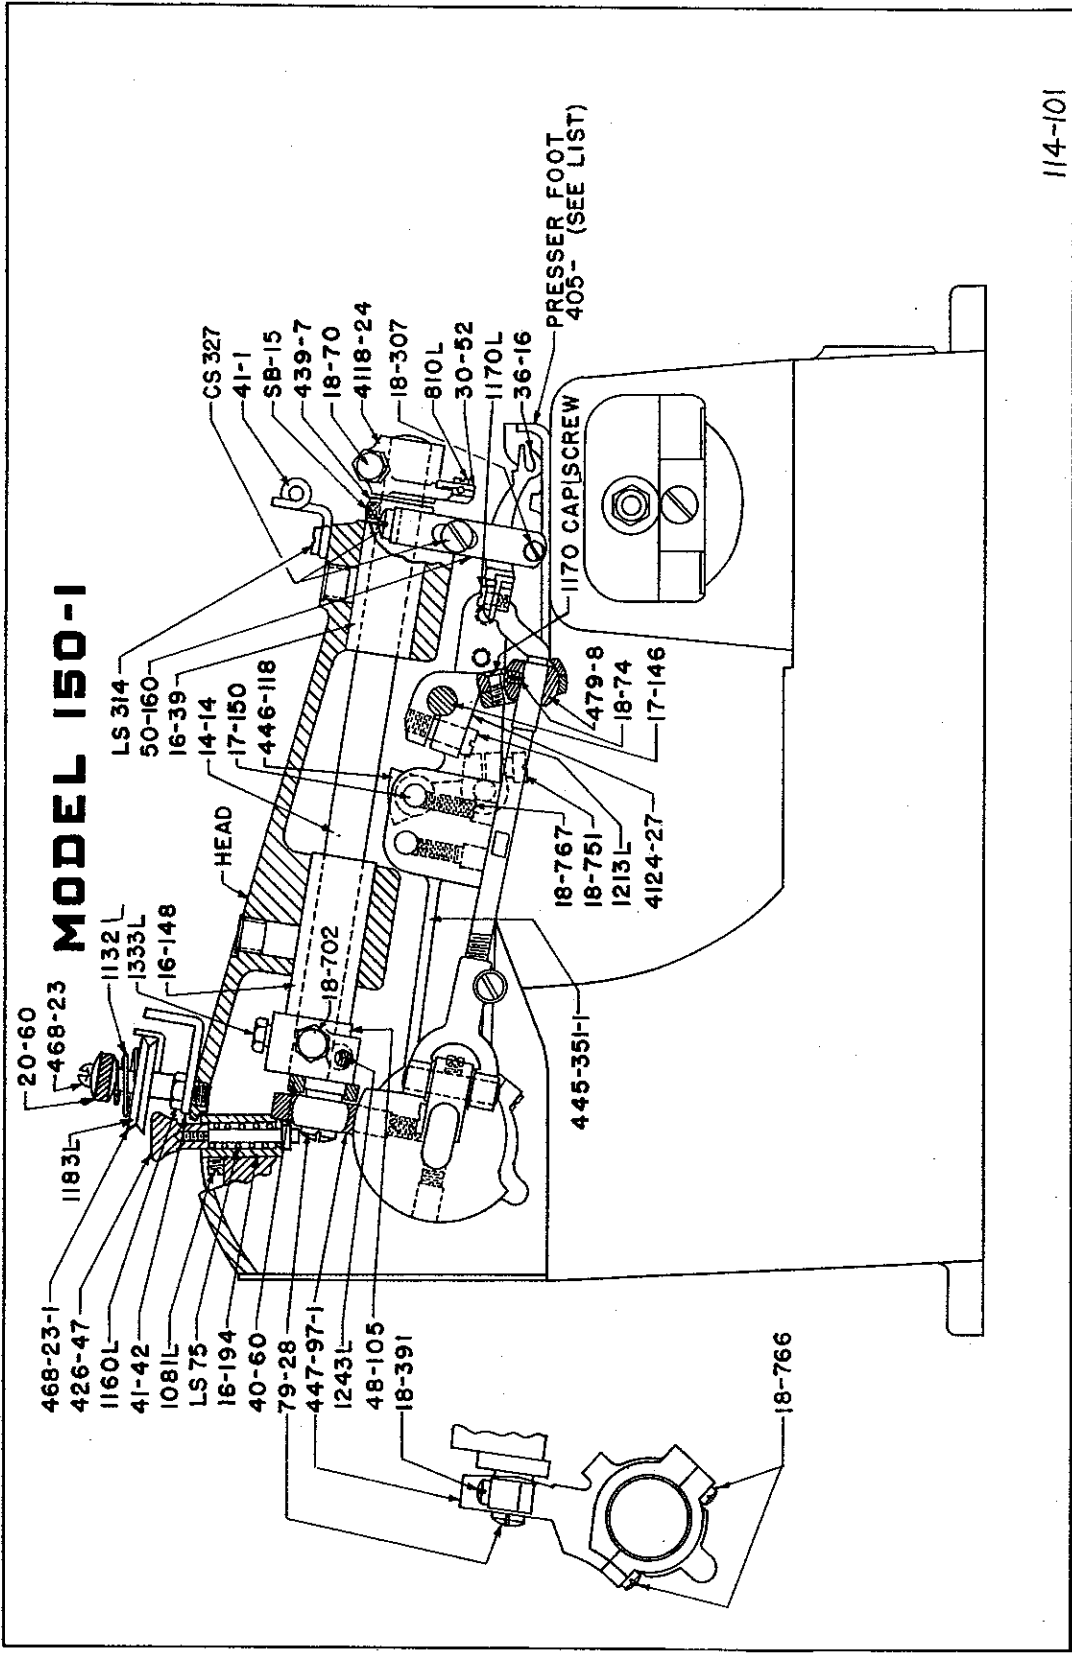 MODEL 150-1
20-60
468-23
1132L
1333L
16-148
1183L
HEAD
18-702
468-23-1
426-47
1160L
41-42
1081L
LS 75
16-194
40-60
79-28
447-97-1
1243L
48-105
18-391
18-766
LS 314
50-160
16-39
14-14
17-150
446-118
CS 327
41-1
SB-15
439-7
18-70
4118-24
18-307
810L
30-52
1170L
36-16
PRESSER FOOT
405- (SEE LIST)
1170 CAP|SCREW
479-8
18-74
17-146
18-767
18-751
1213L
4124-27
445-351-1
114-101